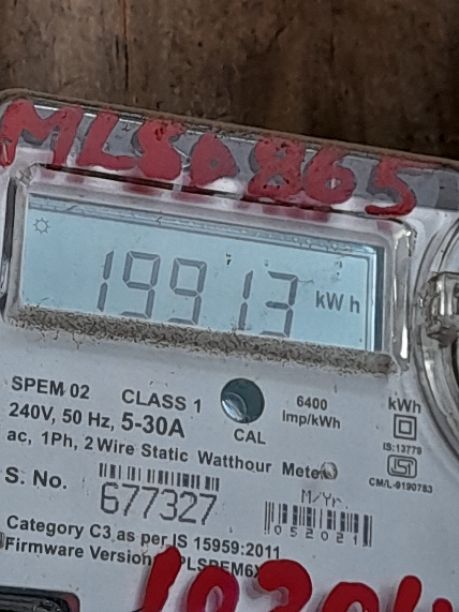 MLSP865
19913 kWh
SPEM 02 CLASS 1 6400 kWh
240V, 50 Hz, 5-30A Imp/kWh
CAL
IS:13779
ac, 1Ph, 2 Wire Static Watthour Meter
CM/L-9190783
S. No. 677327 M/Yr.
052021
Category C3 as per IS 15959:2011
Firmware Version